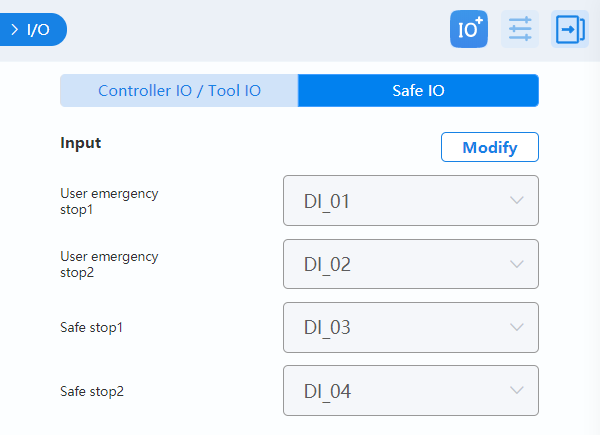 > I/O
IO+
Controller IO / Tool IO
Safe IO
Input
Modify
User emergency
stop1
DI_01
User emergency
stop2
DI_02
Safe stop1
DI_03
Safe stop2
DI_04